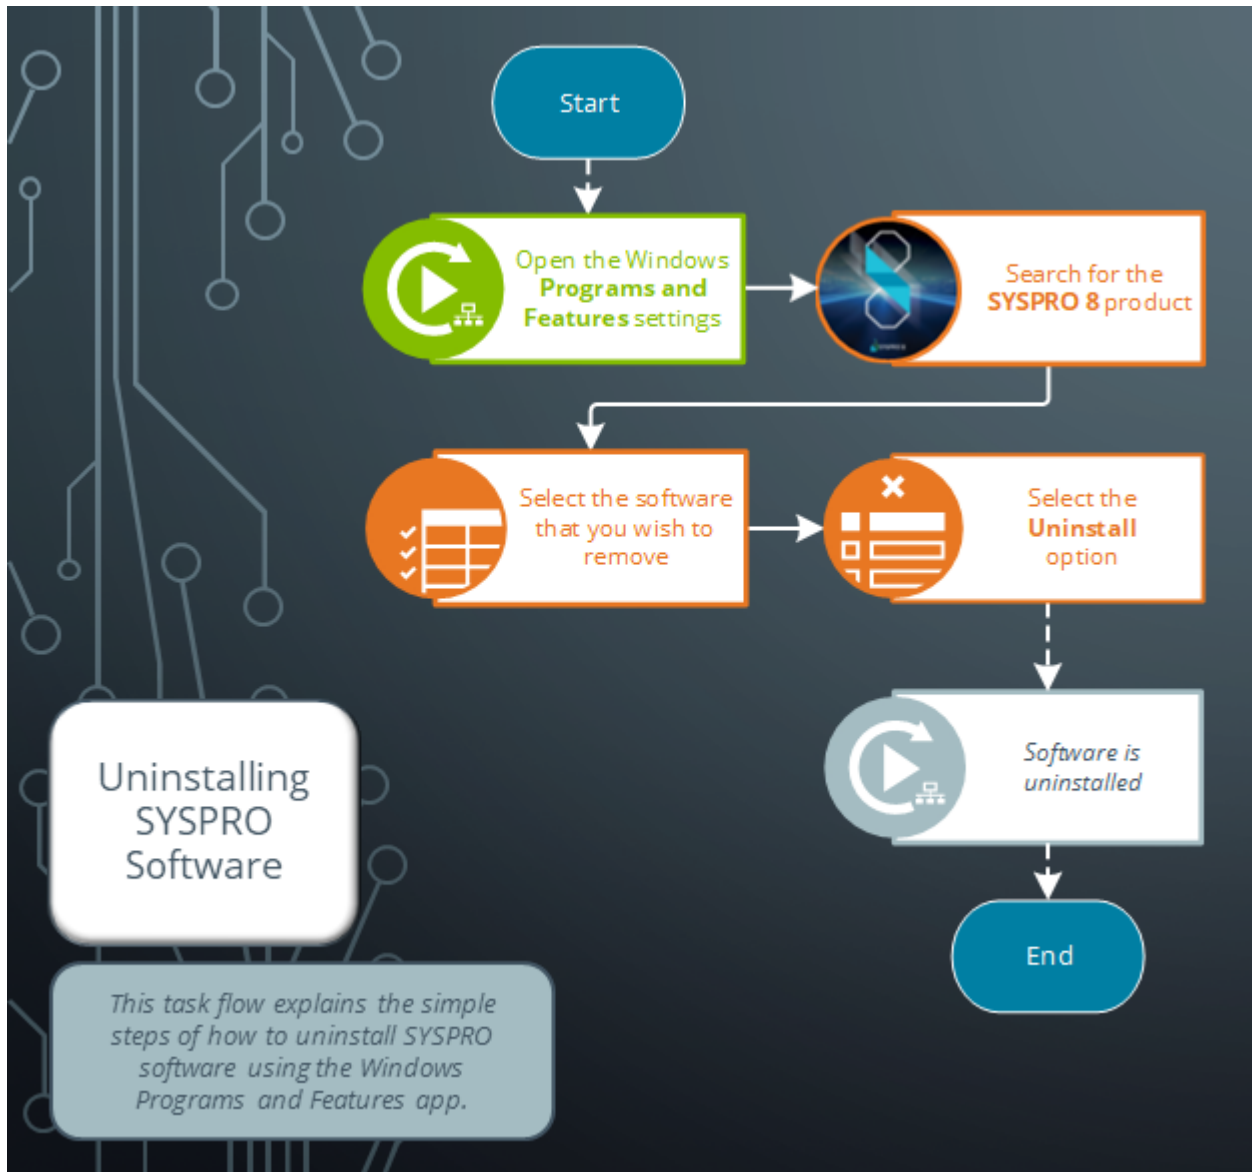 Start
Open the Windows
Programs and
Features settings
Search for the
SYSPRO 8 product
Select the software
that you wish to
remove
Select the
Uninstall
option
Software is
uninstalled
End
Uninstalling
SYSPRO
Software
This task flow explains the simple
steps of how to uninstall SYSPRO
software using the Windows
Programs and Features app.